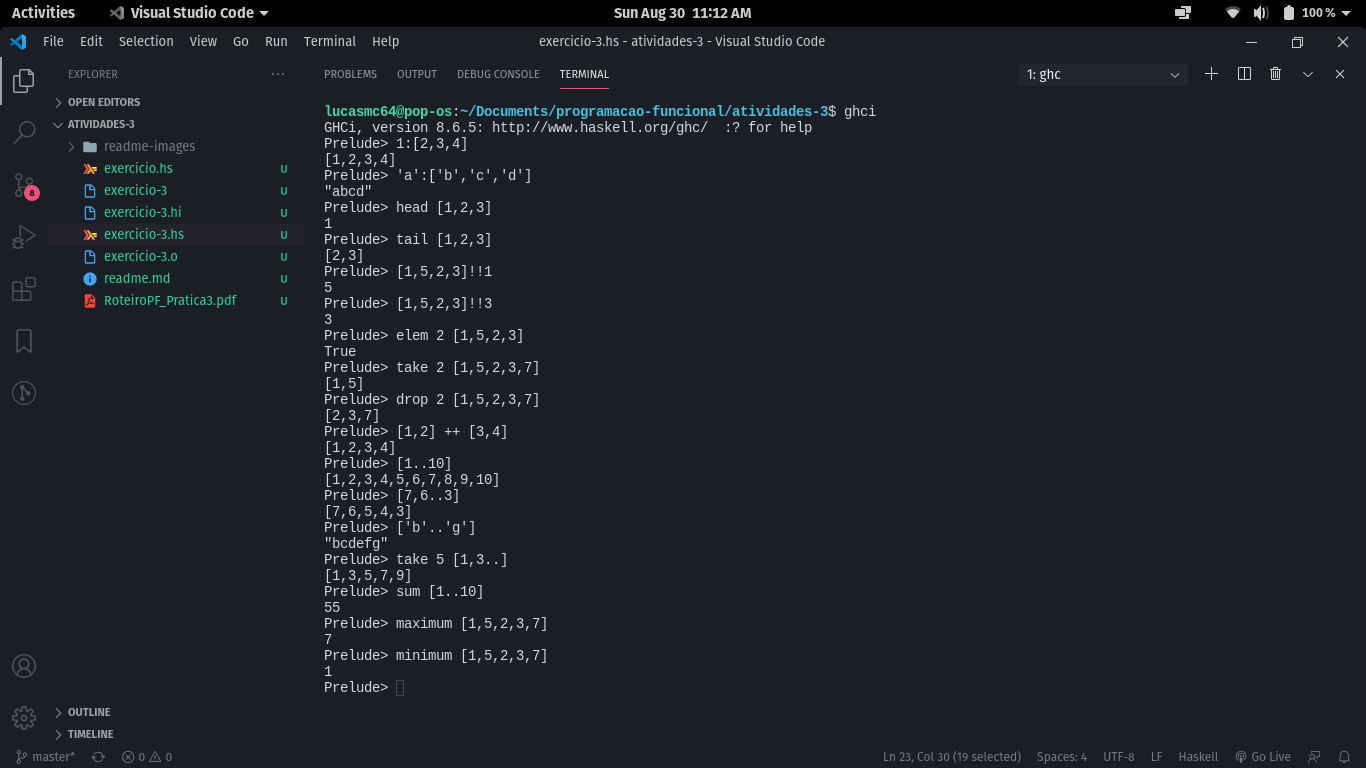 Activities
Visual Studio Code
Sun Aug 30 11:12 AM
100 %
File Edit Selection View Go Run Terminal Help
exercicio-3.hs - atividades-3 - Visual Studio Code
EXPLORER
OPEN EDITORS
ATIVIDADES-3
readme-images
exercicio.hs U
exercicio-3 U
exercicio-3.hi U
exercicio-3.hs U
exercicio-3.o U
readme.md U
RoteiroPF_Pratica3.pdf U
8
OUTLINE
TIMELINE
PROBLEMS OUTPUT DEBUG CONSOLE TERMINAL
1: ghc
lucasmc64@pop-os:~/Documents/programacao-funcional/atividades-3$ ghci
GHCi, version 8.6.5: http://www.haskell.org/ghc/  :? for help
Prelude> 1:[2,3,4]
[1,2,3,4]
Prelude> 'a':['b','c','d']
"abcd"
Prelude> head [1,2,3]
1
Prelude> tail [1,2,3]
[2,3]
Prelude> [1,5,2,3]!!1
5
Prelude> [1,5,2,3]!!3
3
Prelude> elem 2 [1,5,2,3]
True
Prelude> take 2 [1,5,2,3,7]
[1,5]
Prelude> drop 2 [1,5,2,3,7]
[2,3,7]
Prelude> [1,2] ++ [3,4]
[1,2,3,4]
Prelude> [1..10]
[1,2,3,4,5,6,7,8,9,10]
Prelude> [7,6..3]
[7,6,5,4,3]
Prelude> ['b'..'g']
"bcdefg"
Prelude> take 5 [1,3..]
[1,3,5,7,9]
Prelude> sum [1..10]
55
Prelude> maximum [1,5,2,3,7]
7
Prelude> minimum [1,5,2,3,7]
1
Prelude>
master* 0 0
Ln 23, Col 30 (19 selected) Spaces: 4 UTF-8 LF Haskell Go Live